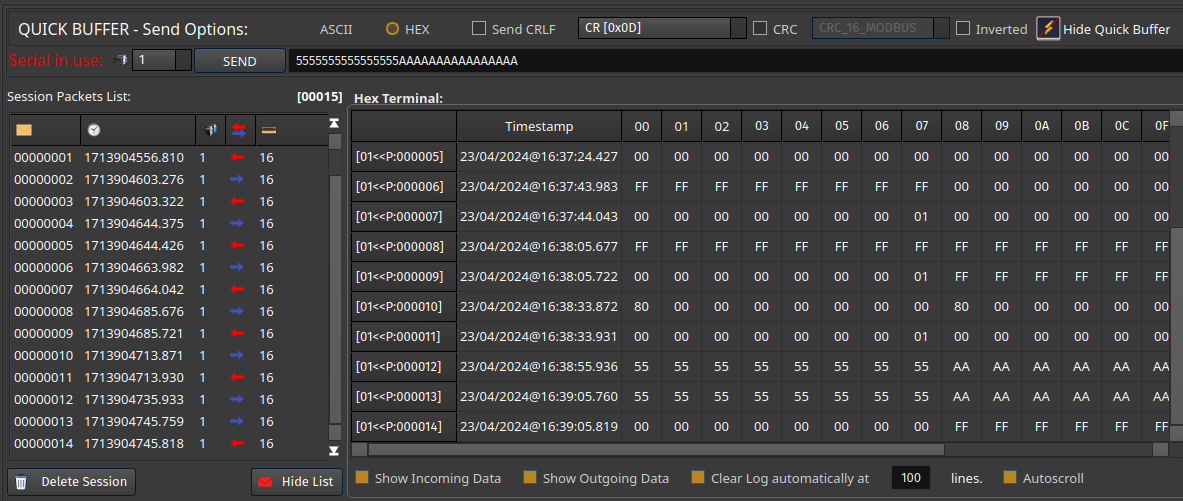 QUICK BUFFER - Send Options: ASCII HEX Send CRLF CR [0x0D] CRC CRC_16_MODBUS Inverted Hide Quick Buffer
Serial in use: 1 SEND 5555555555555555AAAAAAAAAAAAAAAA
Session Packets List: [00015]
00000001 1713904556.810 1 16
00000002 1713904603.276 1 16
00000003 1713904603.322 1 16
00000004 1713904644.375 1 16
00000005 1713904644.426 1 16
00000006 1713904663.982 1 16
00000007 1713904664.042 1 16
00000008 1713904685.676 1 16
00000009 1713904685.721 1 16
00000010 1713904713.871 1 16
00000011 1713904713.930 1 16
00000012 1713904735.933 1 16
00000013 1713904745.759 1 16
00000014 1713904745.818 1 16
Delete Session Hide List
Hex Terminal:
Timestamp 00 01 02 03 04 05 06 07 08 09 0A 0B 0C 0F
[01<<P:000005] 23/04/2024@16:37:24.427 00 00 00 00 00 00 00 00 00 00 00 00 00 00
[01<<P:000006] 23/04/2024@16:37:43.983 FF FF FF FF FF FF FF FF 00 00 00 00 00 00
[01<<P:000007] 23/04/2024@16:37:44.043 00 00 00 00 00 00 00 01 00 00 00 00 00 00
[01<<P:000008] 23/04/2024@16:38:05.677 FF FF FF FF FF FF FF FF FF FF FF FF FF FF
[01<<P:000009] 23/04/2024@16:38:05.722 00 00 00 00 00 00 00 01 FF FF FF FF FF FF
[01<<P:000010] 23/04/2024@16:38:33.872 80 00 00 00 00 00 00 00 80 00 00 00 00 00
[01<<P:000011] 23/04/2024@16:38:33.931 00 00 00 00 00 00 00 01 00 00 00 00 00 00
[01<<P:000012] 23/04/2024@16:38:55.936 55 55 55 55 55 55 55 55 AA AA AA AA AA AA
[01<<P:000013] 23/04/2024@16:39:05.760 55 55 55 55 55 55 55 55 AA AA AA AA AA AA
[01<<P:000014] 23/04/2024@16:39:05.819 00 00 00 00 00 00 00 00 FF FF FF FF FF FF
Show Incoming Data Show Outgoing Data Clear Log automatically at 100 lines. Autoscroll